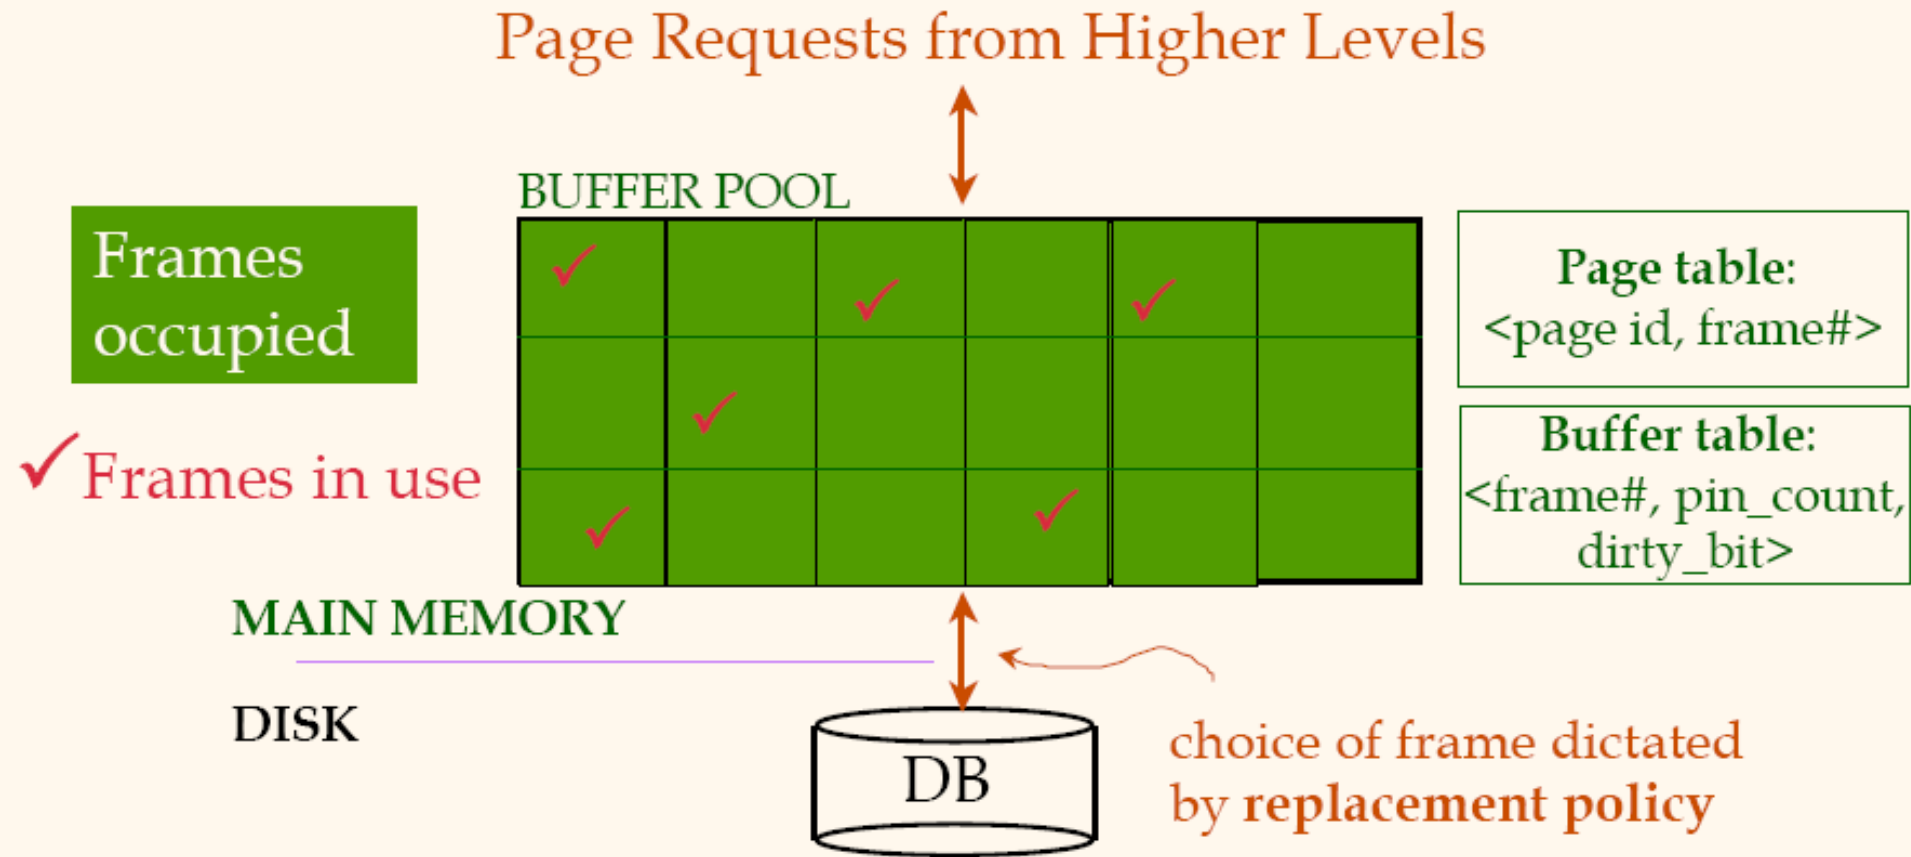 Page Requests from Higher Levels
BUFFER POOL
Frames
occupied
Frames in use
Page table:
<page id, frame#>
Buffer table:
<frame#, pin_count,
dirty_bit>
MAIN MEMORY
DISK
DB
choice of frame dictated
by replacement policy